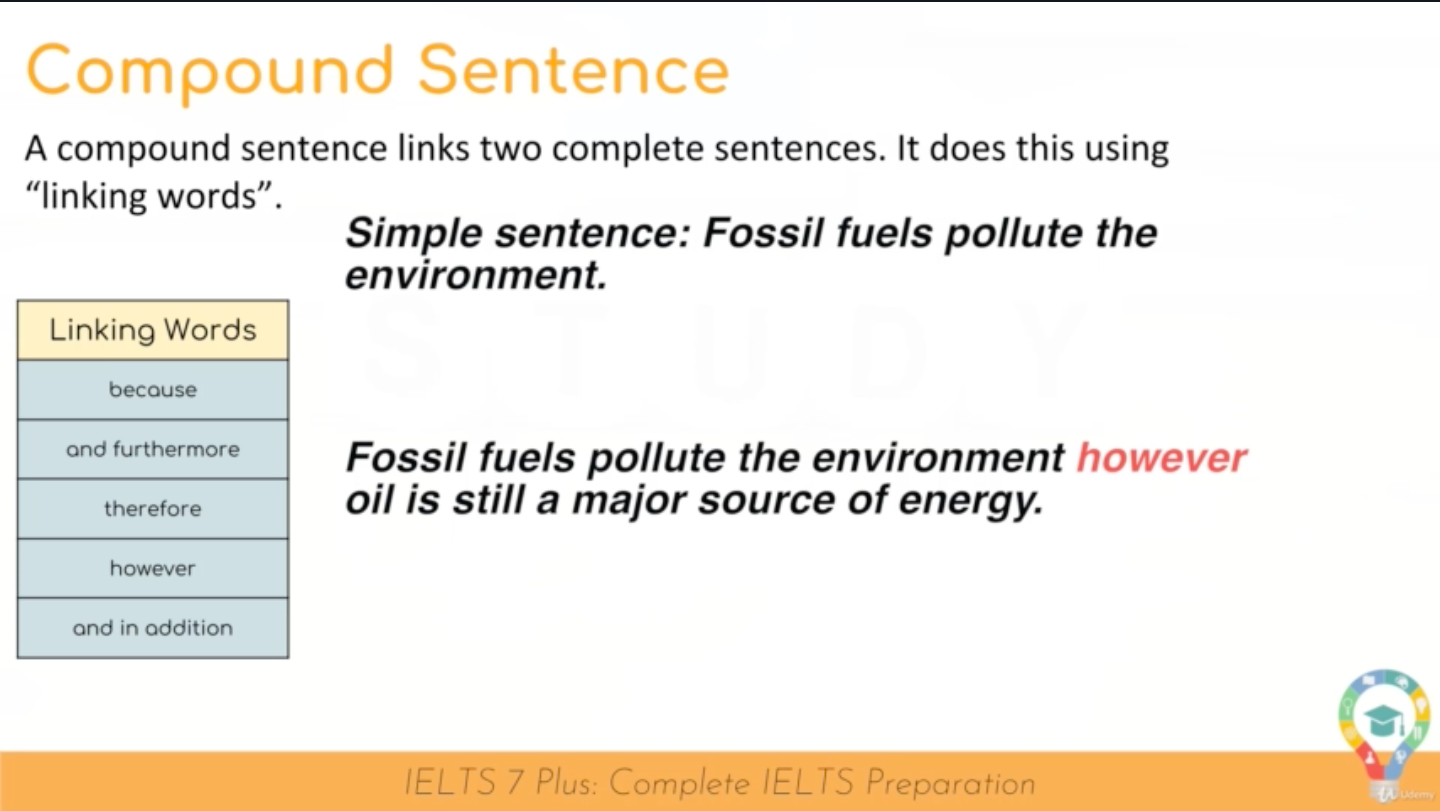 Compound Sentence
A compound sentence links two complete sentences. It does this using
“linking words”.
Simple sentence: Fossil fuels pollute the
environment.
Linking Words
because
and furthermore
therefore
however
and in addition
Fossil fuels pollute the environment however
oil is still a major source of energy.
STUDY
IELTS 7 Plus: Complete IELTS Preparation
Udemy